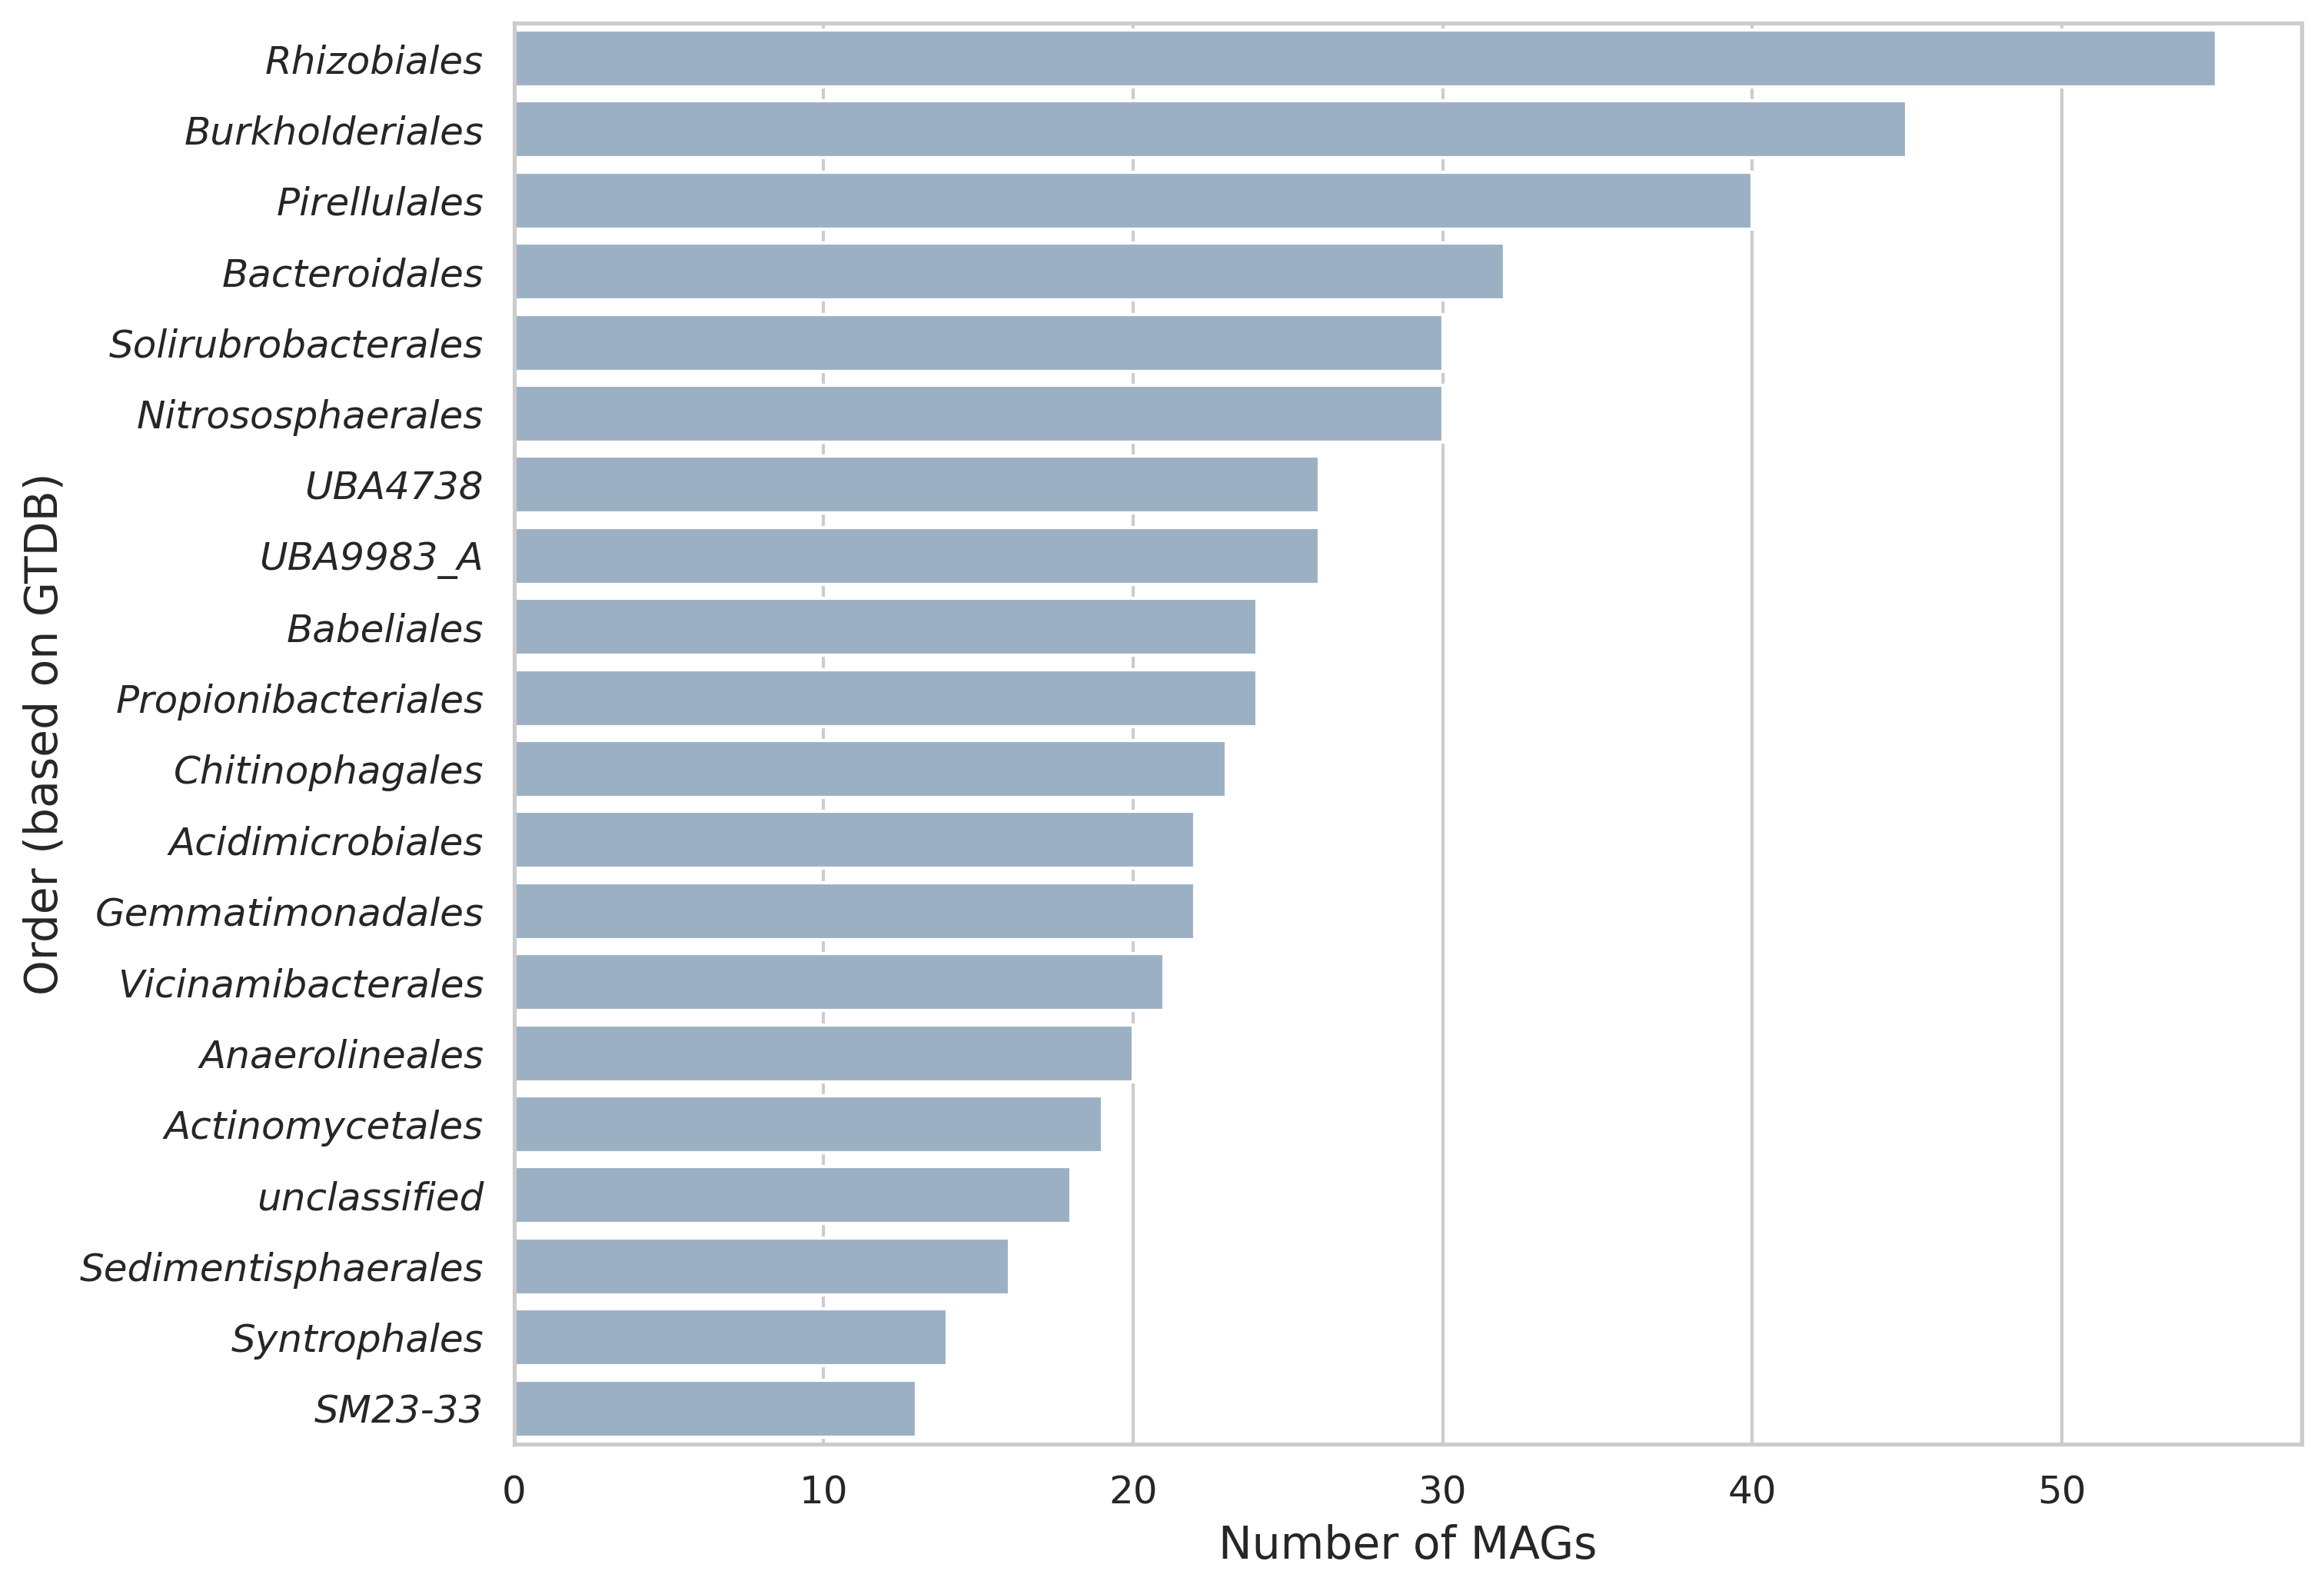 Rhizobiales
Burkholderiales
Pirellulales
Bacteroidales
Solirubrobacterales
Nitrososphaerales
UBA4738
UBA9983_A
Babeliales
Propionibacteriales
Chitinophagales
Acidimicrobiales
Gemmatimonadales
Vicinamibacterales
Anaerolineales
Actinomycetales
unclassified
Sedimentisphaerales
Syntrophales
SM23-33
Order (based on GTDB)
0 10 20 30 40 50
Number of MAGs